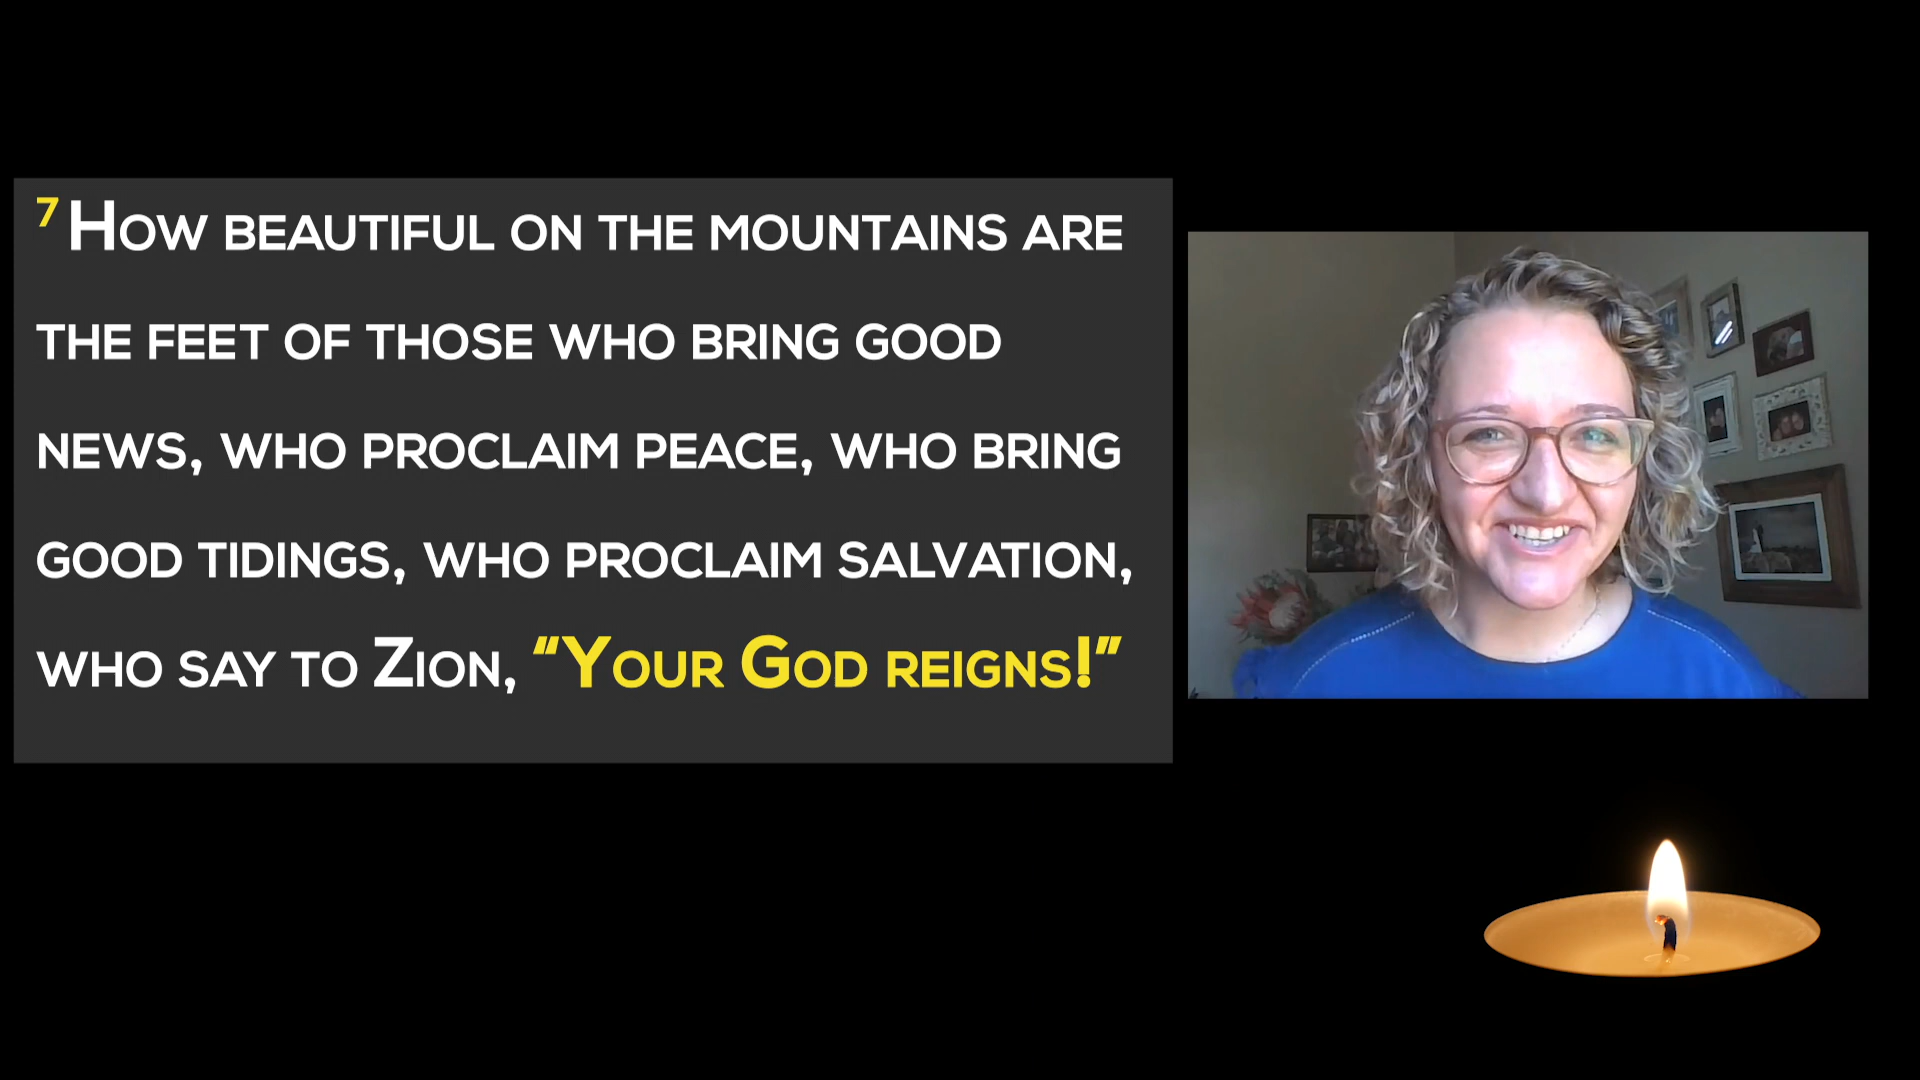 7 How beautiful on the mountains are
the feet of those who bring good
news, who proclaim peace, who bring
good tidings, who proclaim salvation,
who say to Zion, “Your God reigns!”